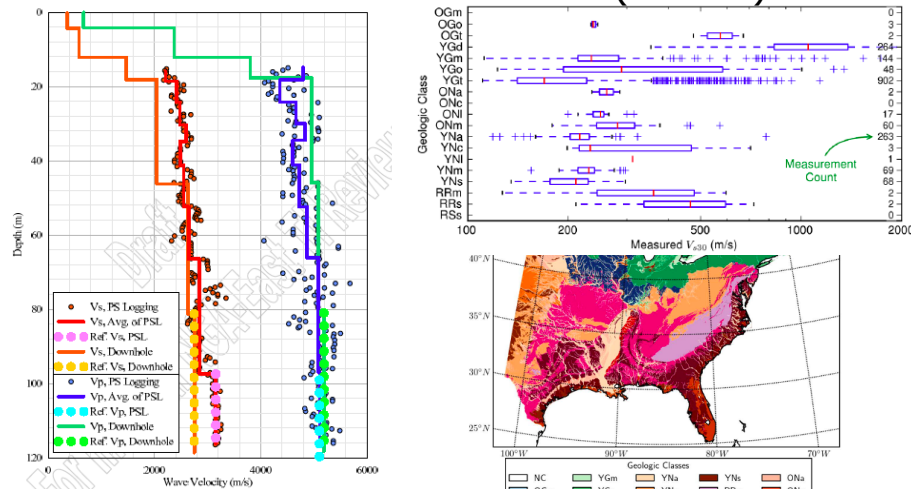 0
20
40
60
80
100
120
0
2000
4000
6000
Depth (m)
Wave Velocity (m/s)
Vs, PS Logging
Vs, Avg. of PSL
Ref. Vs, PSL
Vs, Downhole
Ref. Vs, Downhole
Vp, PS Logging
Vp, Avg. of PSL
Ref. Vp, PSL
Vp, Downhole
Ref. Vp, Downhole
Geologic Class
OGm 0
OGo 3
OGt 2
YGd 264
YGm 144
YGo 48
YGt 902
ONa 2
ONc 0
ONl 17
ONm 60
YNa 263
YNc 3
YNl 1
YNm 69
YNs 68
RRm 2
RRs 2
RSs 0
Measurement
Count
100 200 500 1000 2000
Measured Vs30 (m/s)
40°N
35°N
30°N
25°N
100°W 90°W 80°W 70°W
Geologic Classes
NC YGm YNa YNs ONa